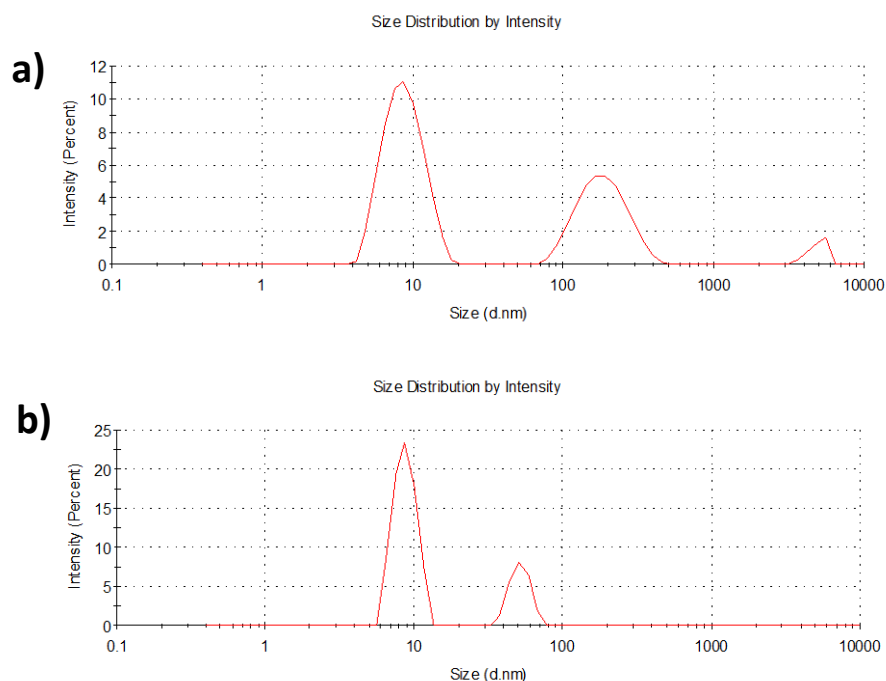 Size Distribution by Intensity
a)
12
10
8
6
4
2
0
Intensity (Percent)
0.1 1 10 100 1000 10000
Size (d.nm)
Size Distribution by Intensity
b)
25
20
15
10
5
0
Intensity (Percent)
0.1 1 10 100 1000 10000
Size (d.nm)